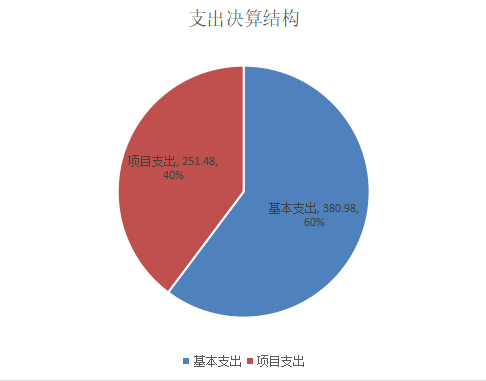 支出决算结构
项目支出, 251.48,
40%
基本支出, 380.98,
60%
基本支出 项目支出